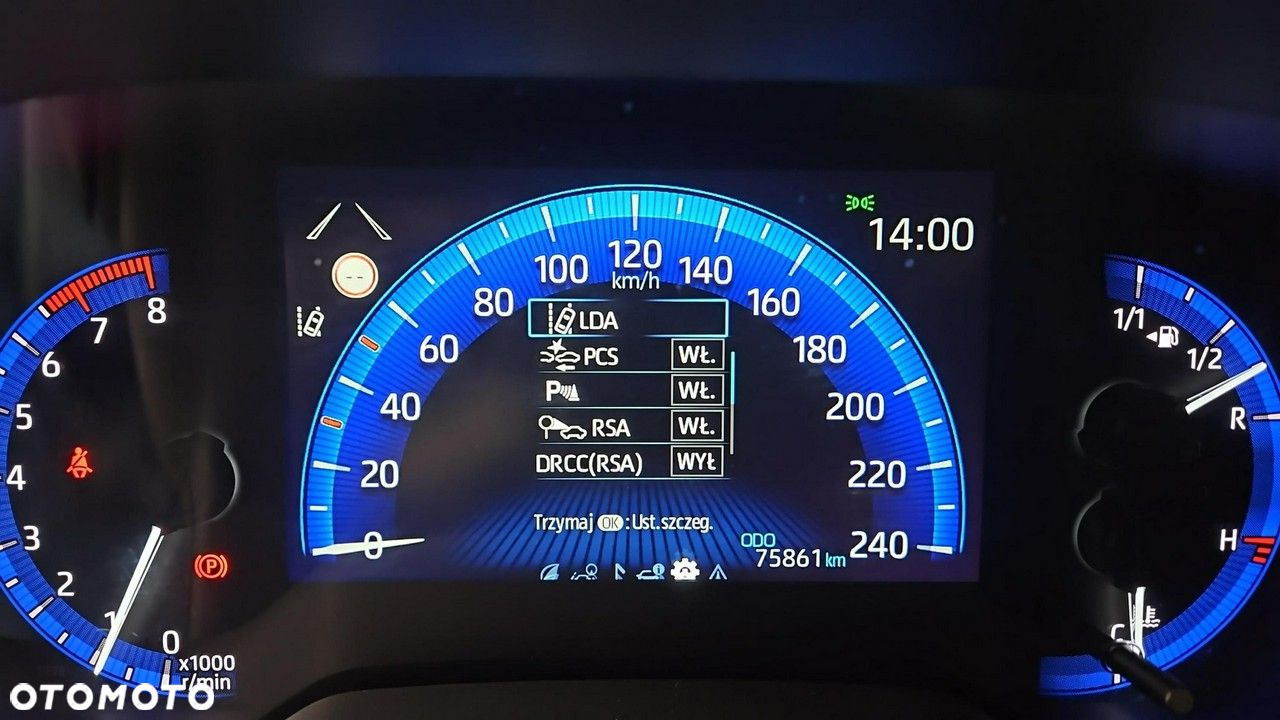 14:00
120
km/h
100
140
80
160
60
180
40
200
20
220
0
240
LDA
PCS WŁ.
P WŁ.
RSA WŁ.
DRCC(RSA) WYŁ
Trzymaj OK : Ust. szczeg.
ODO
75861 km
--
8
7
6
5
4
3
2
1
0
x1000
r/min
P
1/1
1/2
R
H
C
OTOMOTO